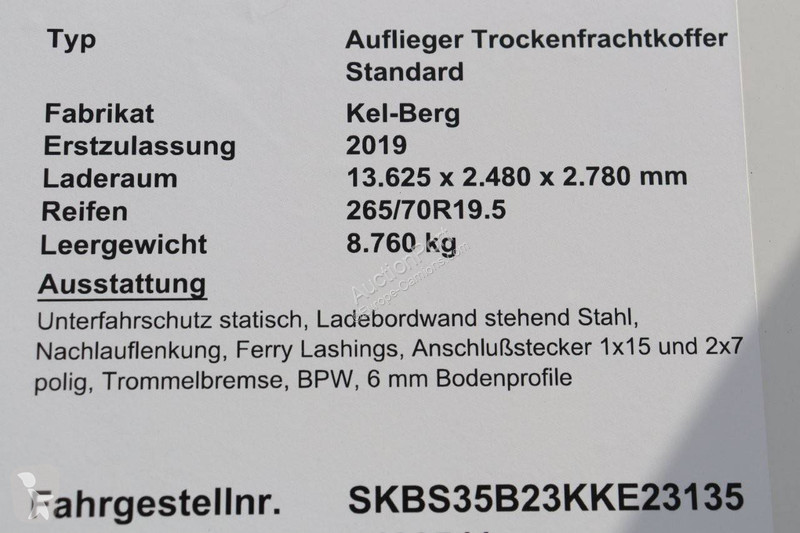 Typ Auflieger Trockenfrachtkoffer
Standard
Fabrikat Kel-Berg
Erstzulassung 2019
Laderaum 13.625 x 2.480 x 2.780 mm
Reifen 265/70R19.5
Leergewicht 8.760 kg
Ausstattung
Unterfahrschutz statisch, Ladebordwand stehend Stahl,
Nachlauflenkung, Ferry Lashings, Anschlußstecker 1x15 und 2x7
polig, Trommelbremse, BPW, 6 mm Bodenprofile
Fahrgestellnr. SKBS35B23KKE23135